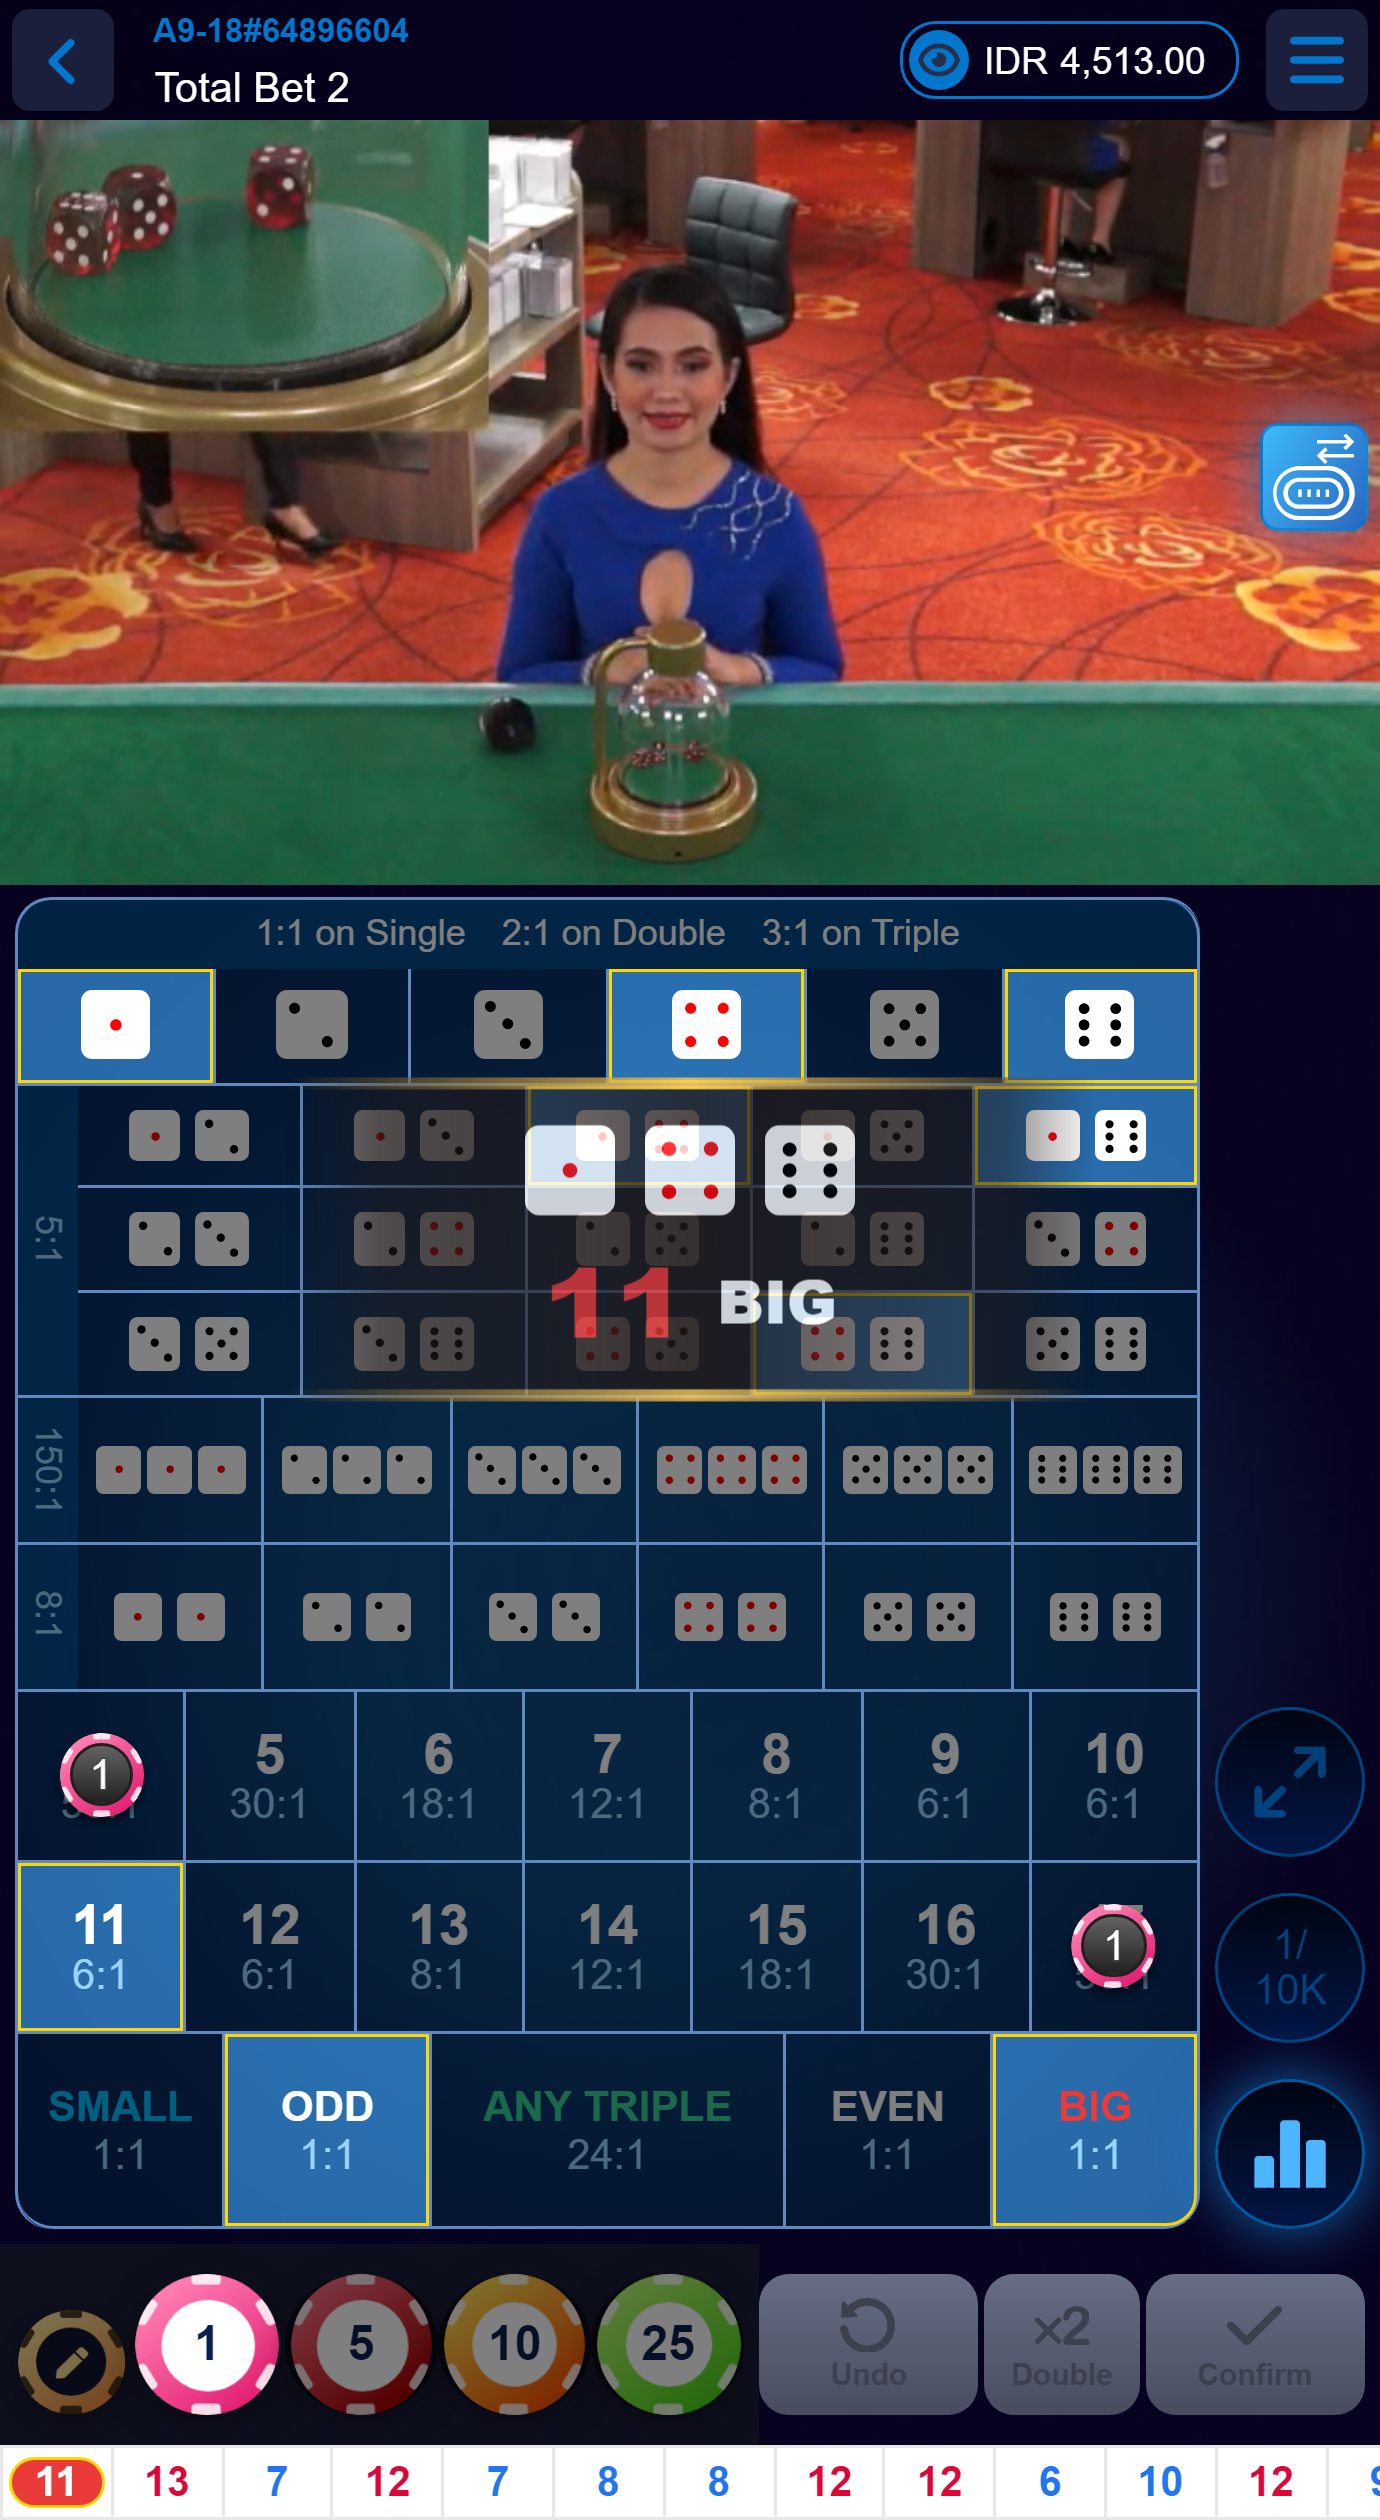 A9-18#64896604
Total Bet 2
IDR 4,513.00
1:1 on Single 2:1 on Double 3:1 on Triple
5:1
11 BIG
150:1
8:1
1
5 6 7 8 9 10
30:1 18:1 12:1 8:1 6:1 6:1
11 12 13 14 15 16
1
6:1 6:1 8:1 12:1 18:1 30:1
1/
10K
SMALL ODD ANY TRIPLE EVEN BIG
1:1 1:1 24:1 1:1 1:1
1 5 10 25
x2
Undo Double Confirm
11 13 7 12 7 8 8 12 12 6 10 12